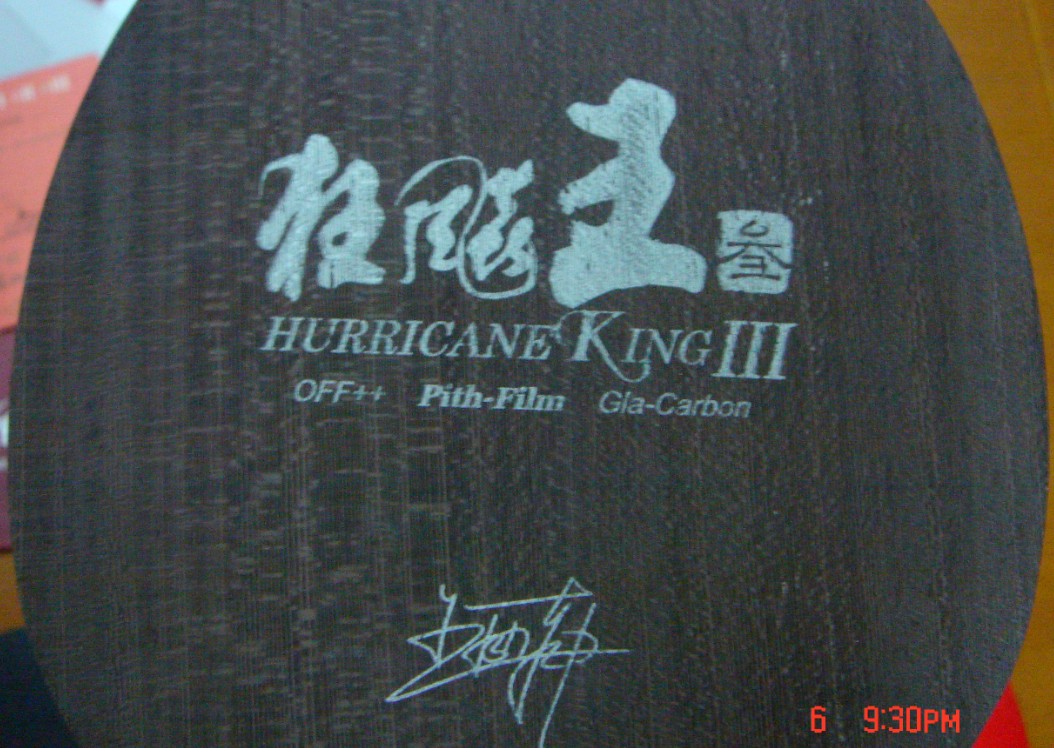 狂飚王 叁
HURRICANE KING III
OFF++ Pith-Film Gla-Carbon
6 9:30PM